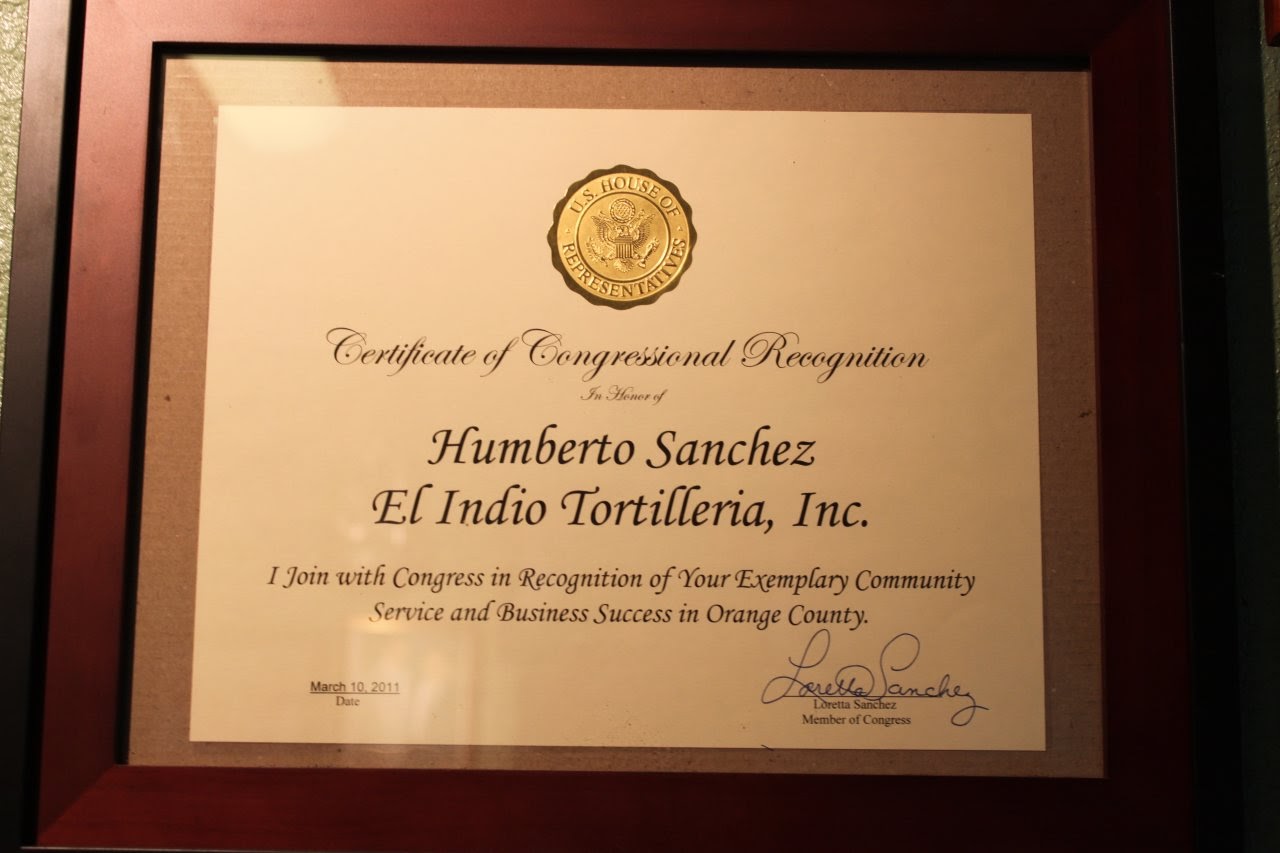 U.S. HOUSE OF
REPRESENTATIVES
Certificate of Congressional Recognition
In Honor of
Humberto Sanchez
El Indio Tortilleria, Inc.
I Join with Congress in Recognition of Your Exemplary Community
Service and Business Success in Orange County.
March 10, 2011
Date
Loretta Sanchez
Loretta Sanchez
Member of Congress